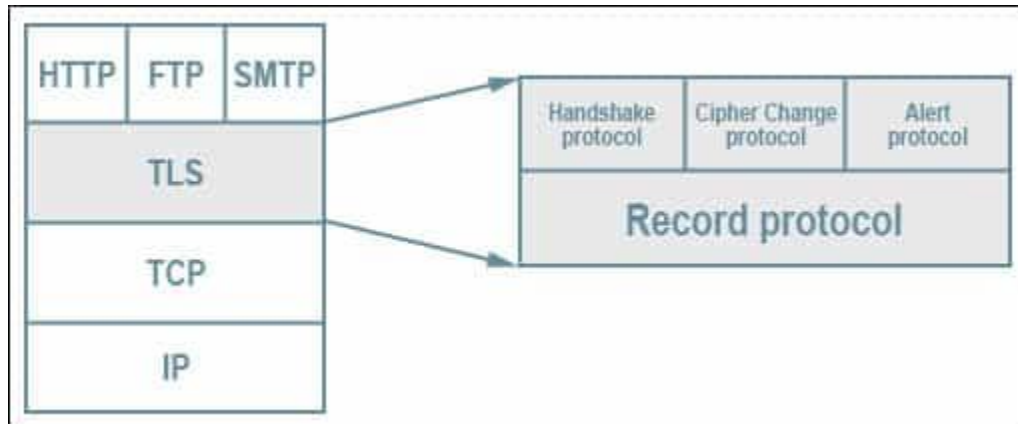 HTTP FTP SMTP
TLS
TCP
IP
Handshake protocol
Cipher Change protocol
Alert protocol
Record protocol